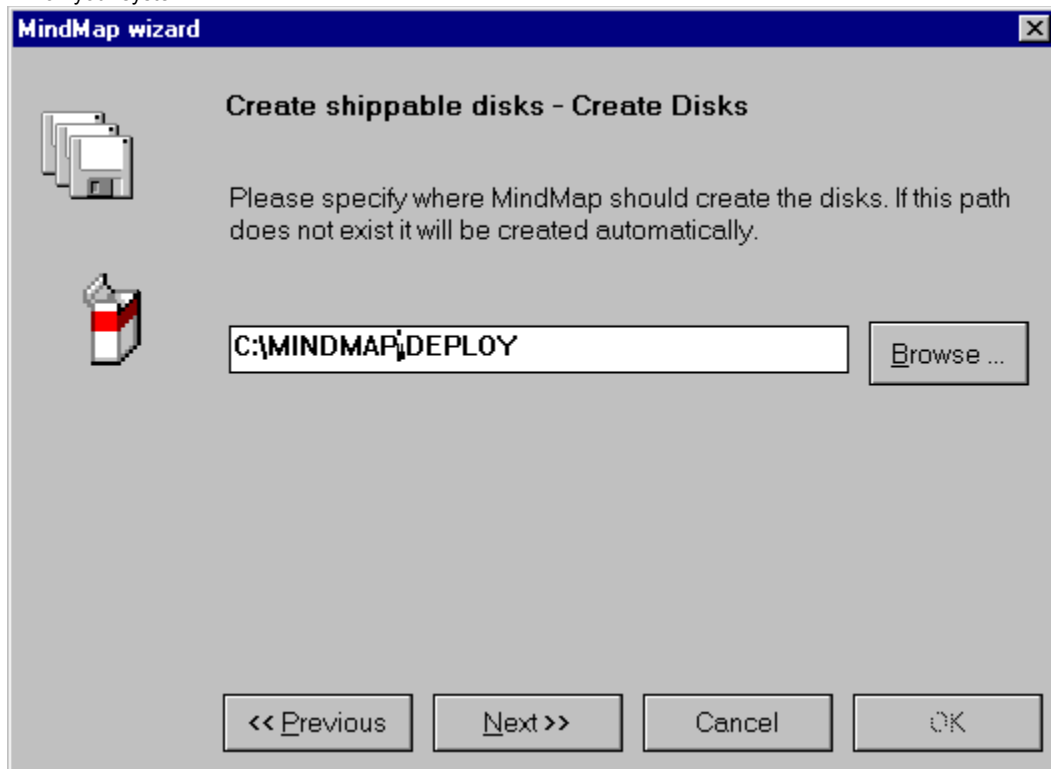 MindMap wizard
Create shippable disks - Create Disks
Please specify where MindMap should create the disks. If this path
does not exist it will be created automatically.
C:\MINDMAP\DEPLOY
Browse ...
<< Previous
Next >>
Cancel
OK